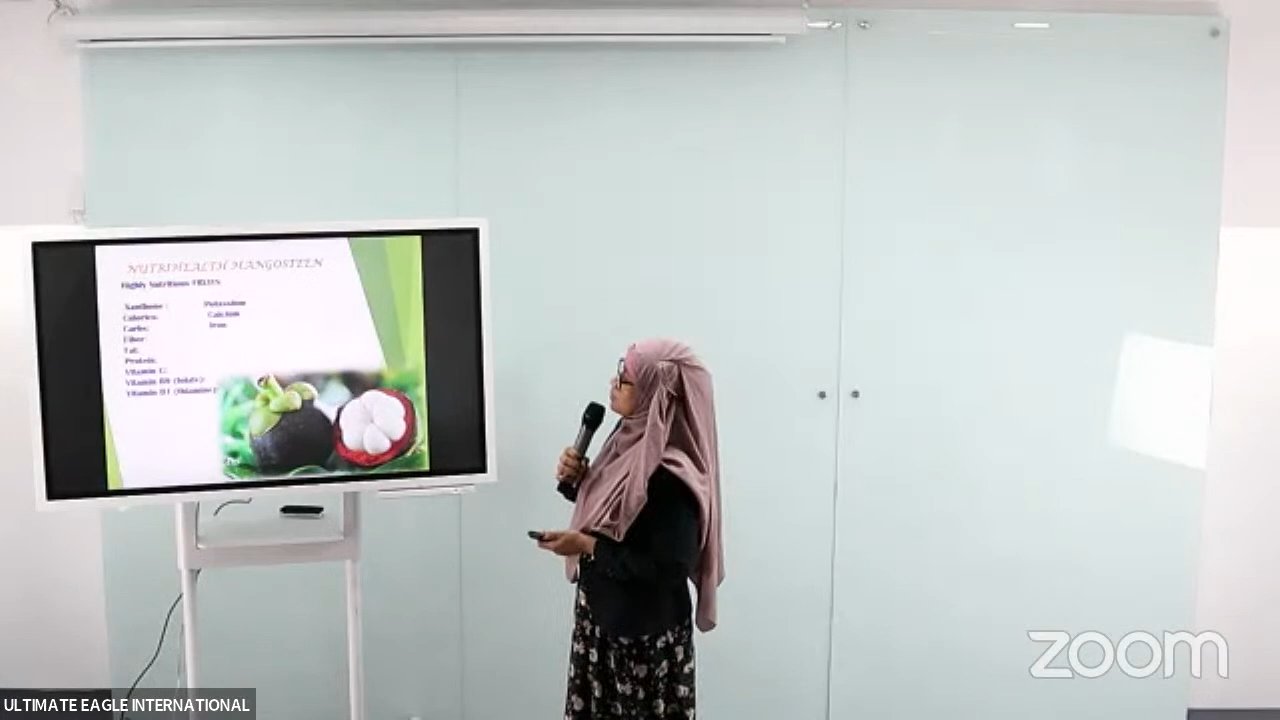 NUTRIHEALTH MANGOSTEEN
Highly Nutritious FRUITS
Xanthone : Potassium
Calories: Calcium
Carbs: Iron
Fiber:
Fat:
Protein:
Vitamin C:
Vitamin B9 (Folate):
Vitamin B1 (Thiamine):
zoom
ULTIMATE EAGLE INTERNATIONAL